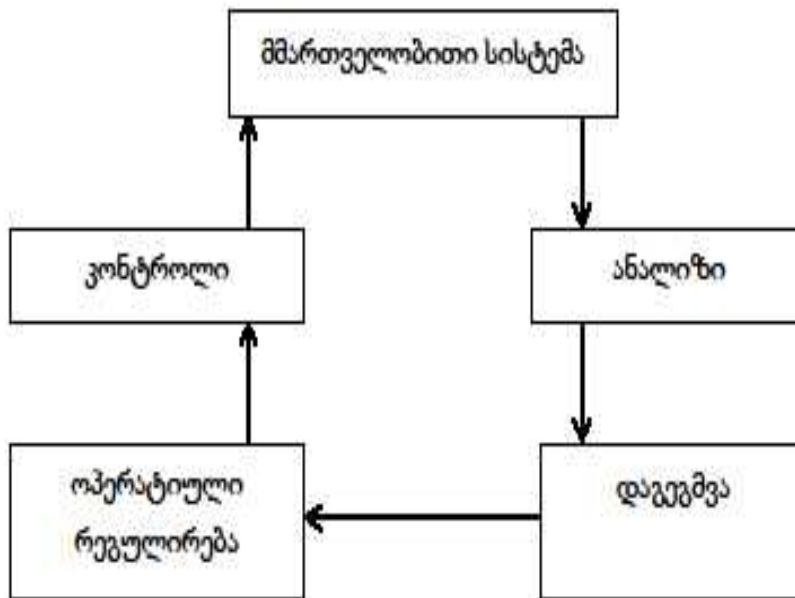 მმართველობითი სისტემა
კონტროლი
ანალიზი
ოპერატიული
რეგულირება
დაგეგმვა